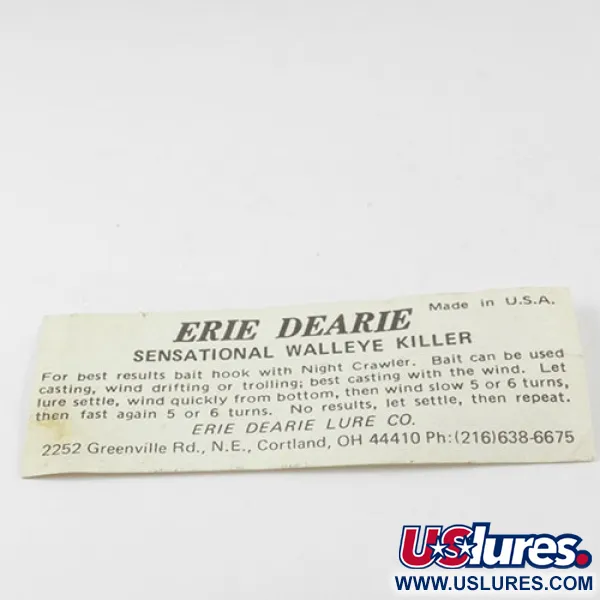 Made in U.S.A.
ERIE DEARIE
SENSATIONAL WALLEYE KILLER
For best results bait hook with Night Crawler. Bait can be used
casting, wind drifting or trolling; best casting with the wind. Let
lure settle, wind quickly from bottom, then wind slow 5 or 6 turns,
then fast again 5 or 6 turns. No results, let settle, then repeat.
ERIE DEARIE LURE CO.
2252 Greenville Rd., N.E., Cortland, OH 44410 Ph:(216)638-6675
USlures.
WWW.USLURES.COM